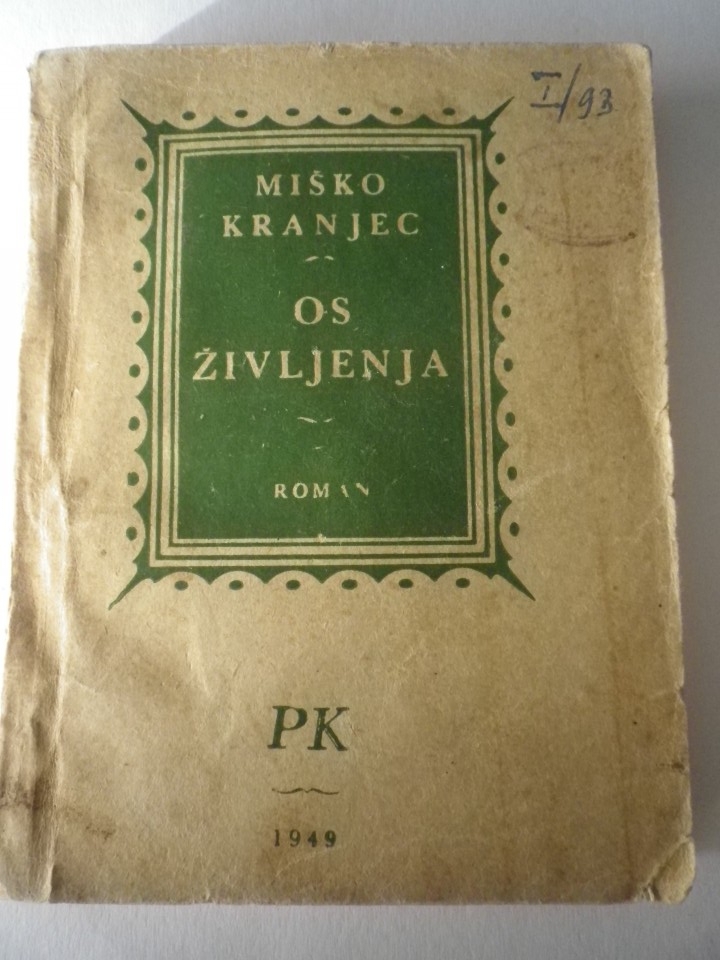 I/93
MIŠKO
KRANJEC
OS
ŽIVLJENJA
ROMAN
PK
1949